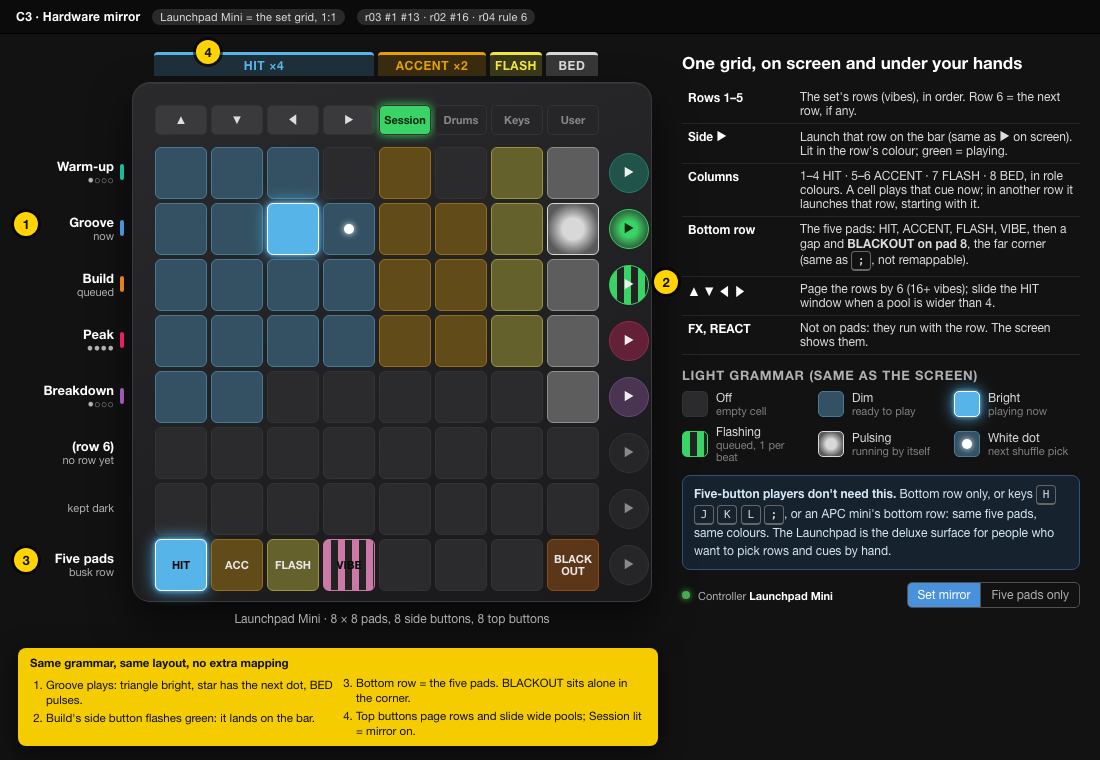 C3 · Hardware mirror
Launchpad Mini = the set grid, 1:1
r03 #1 #13 · r02 #16 · r04 rule 6
4
HIT ×4
ACCENT ×2
FLASH
BED
▲
▼
◀
▶
Session
Drums
Keys
User
Warm-up
●○○○
1
Groove
now
Build
queued
2
Peak
●●●●
Breakdown
●○○○
(row 6)
no row yet
kept dark
3
Five pads
busk row
HIT
ACC
FLASH
VIBE
BLACK
OUT
Launchpad Mini · 8 × 8 pads, 8 side buttons, 8 top buttons
Same grammar, same layout, no extra mapping
1. Groove plays: triangle bright, star has the next dot, BED
pulses.
2. Build's side button flashes green: it lands on the bar.
3. Bottom row = the five pads. BLACKOUT sits alone in
the corner.
4. Top buttons page rows and slide wide pools; Session lit
= mirror on.
One grid, on screen and under your hands
Rows 1–5
The set's rows (vibes), in order. Row 6 = the next
row, if any.
Side ▶
Launch that row on the bar (same as ▶ on screen).
Lit in the row's colour; green = playing.
Columns
1–4 HIT · 5–6 ACCENT · 7 FLASH · 8 BED, in role
colours. A cell plays that cue now; in another row it
launches that row, starting with it.
Bottom row
The five pads: HIT, ACCENT, FLASH, VIBE, then a
gap and BLACKOUT on pad 8, the far corner
(same as ;, not remappable).
▲ ▼ ◀ ▶
Page the rows by 6 (16+ vibes); slide the HIT
window when a pool is wider than 4.
FX, REACT
Not on pads: they run with the row. The screen
shows them.
LIGHT GRAMMAR (SAME AS THE SCREEN)
Off
empty cell
Dim
ready to play
Bright
playing now
Flashing
queued, 1 per
beat
Pulsing
running by itself
White dot
next shuffle pick
Five-button players don't need this. Bottom row only, or keys H
J K L ;, or an APC mini's bottom row: same five pads,
same colours. The Launchpad is the deluxe surface for people who
want to pick rows and cues by hand.
Controller Launchpad Mini
Set mirror
Five pads only